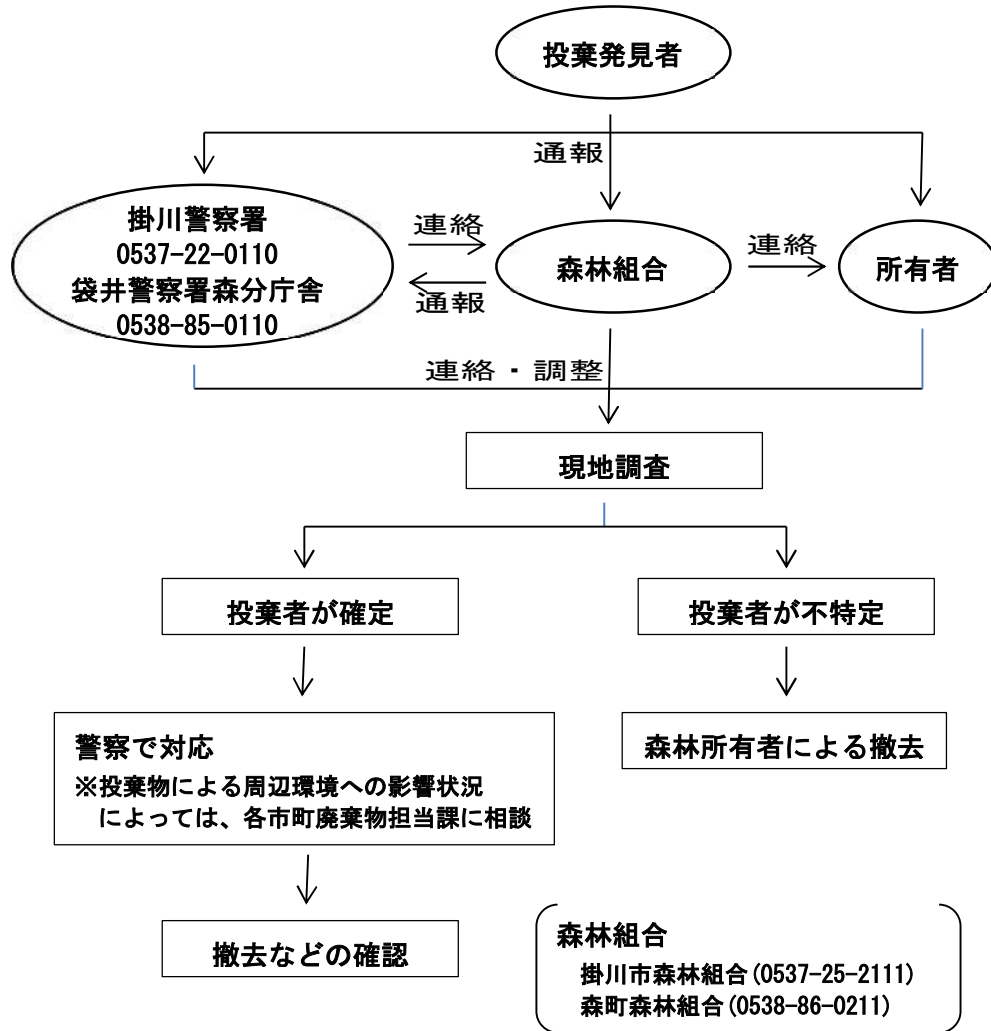 投棄発見者
通報
掛川警察署
0537-22-0110
袋井警察署森分庁舎
0538-85-0110
連絡
通報
森林組合
連絡
所有者
連絡・調整
現地調査
投棄者が確定
投棄者が不特定
警察で対応
※投棄物による周辺環境への影響状況
によっては、各市町廃棄物担当課に相談
森林所有者による撤去
撤去などの確認
森林組合
掛川市森林組合(0537-25-2111)
森町森林組合(0538-86-0211)